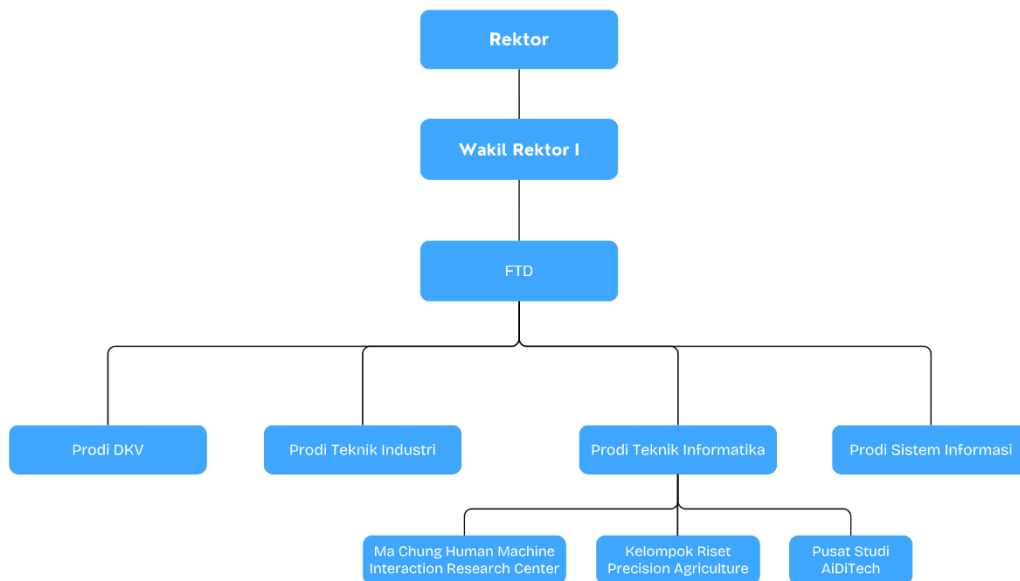 Rektor
Wakil Rektor I
FTD
Prodi DKV
Prodi Teknik Industri
Prodi Teknik Informatika
Prodi Sistem Informasi
Ma Chung Human Machine
Interaction Research Center
Kelompok Riset
Precision Agriculture
Pusat Studi
AiDiTech